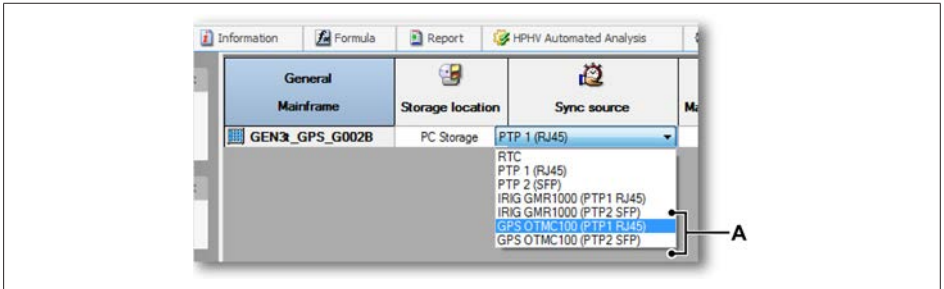 Information Formula Report HPHV Automated Analysis
General
Mainframe Storage location Sync source
GEN3t_GPS_G002B PC Storage PTP 1 (RJ45)
RTC
PTP 1 (RJ45)
PTP 2 (SFP)
IRIG GMR1000 (PTP1 RJ45)
IRIG GMR1000 (PTP2 SFP)
GPS OTMC100 (PTP1 RJ45)
GPS OTMC100 (PTP2 SFP)
A